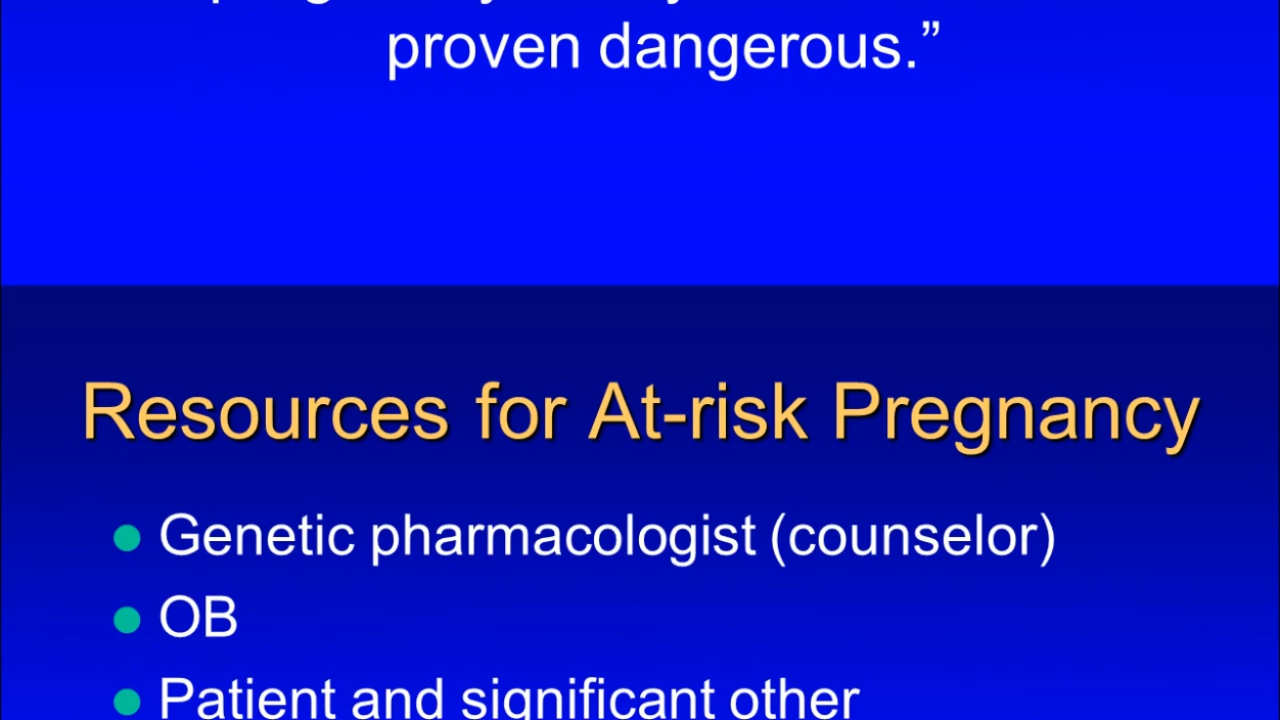 proven dangerous.”
Resources for At-risk Pregnancy
Genetic pharmacologist (counselor)
OB
Patient and significant other